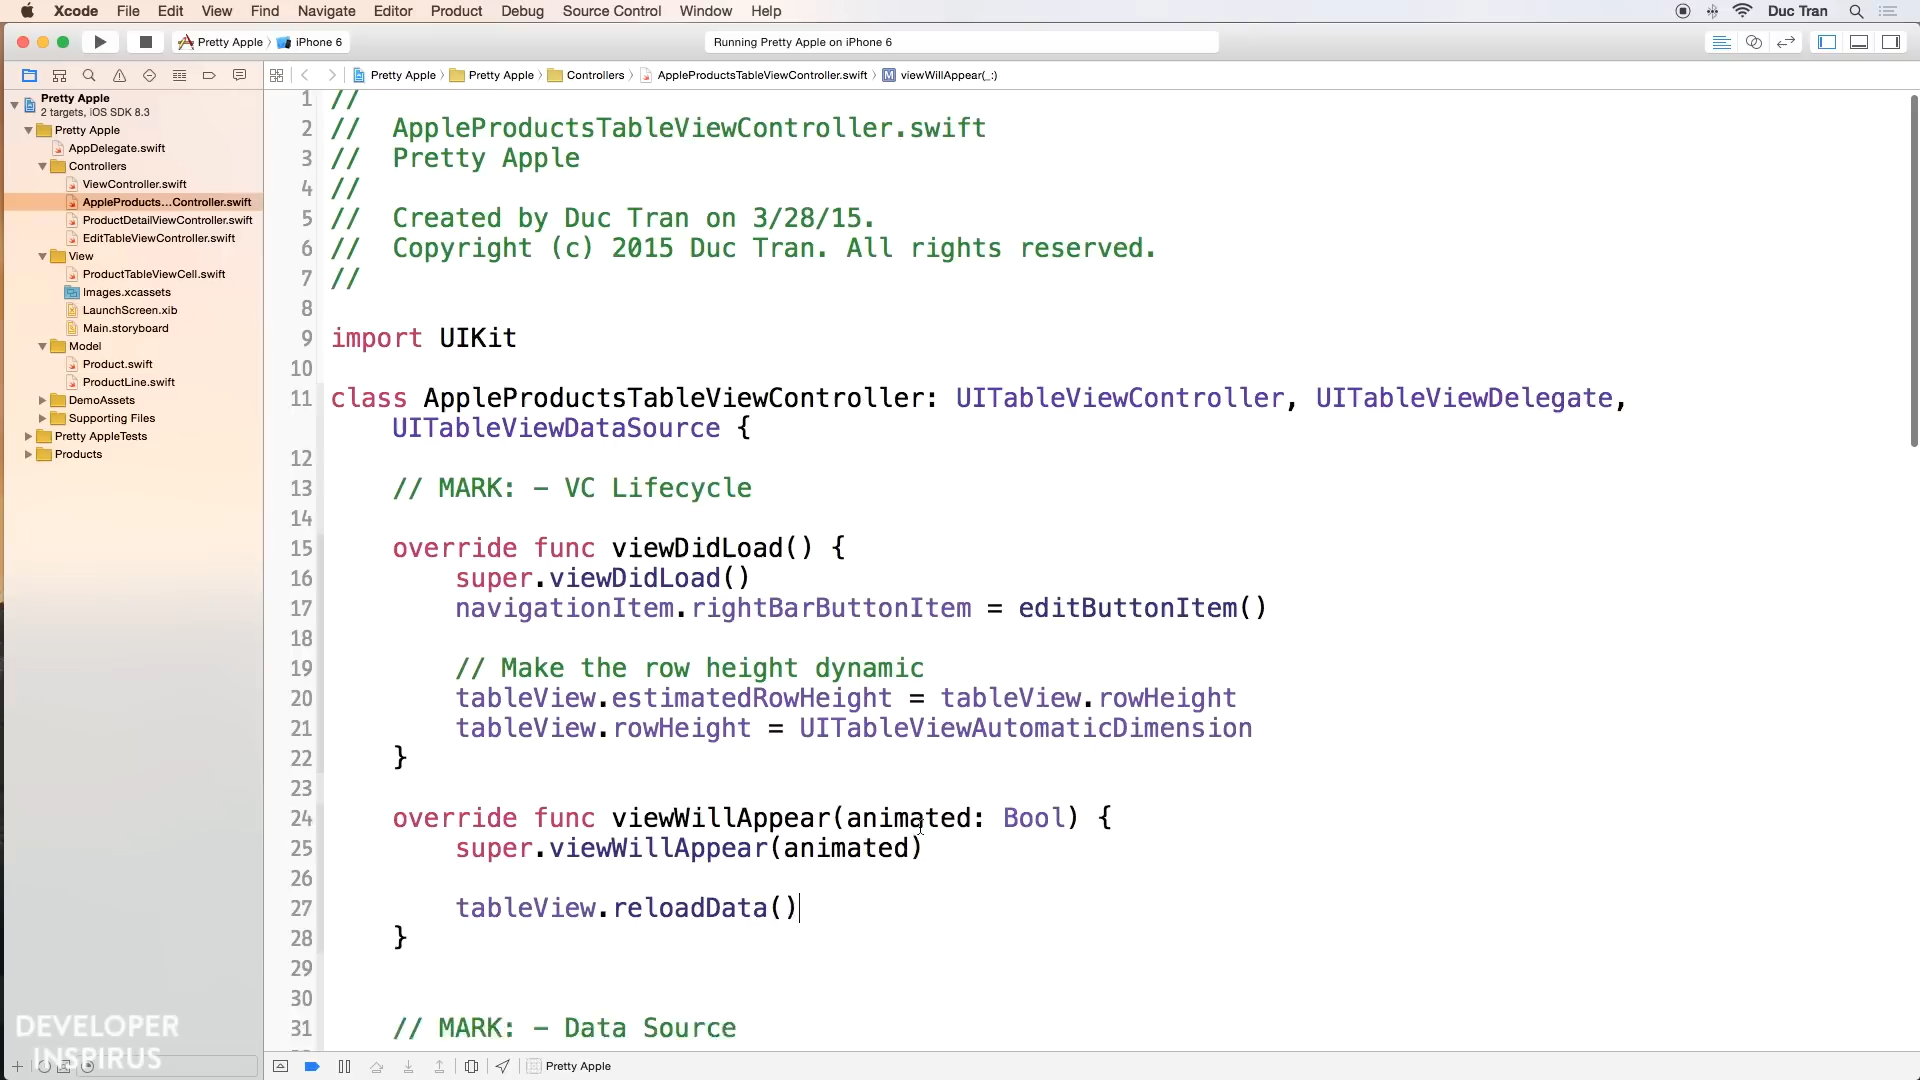 Xcode File Edit View Find Navigate Editor Product Debug Source Control Window Help Duc Tran
Pretty Apple iPhone 6 Running Pretty Apple on iPhone 6
Pretty Apple Pretty Apple Controllers AppleProductsTableViewController.swift M viewWillAppear(_:)
Pretty Apple
2 targets, iOS SDK 8.3
Pretty Apple
AppDelegate.swift
Controllers
ViewController.swift
AppleProducts...Controller.swift
ProductDetailViewController.swift
EditTableViewController.swift
View
ProductTableViewCell.swift
Images.xcassets
LaunchScreen.xib
Main.storyboard
Model
Product.swift
ProductLine.swift
DemoAssets
Supporting Files
Pretty AppleTests
Products
1 //
2 // AppleProductsTableViewController.swift
3 // Pretty Apple
4 //
5 // Created by Duc Tran on 3/28/15.
6 // Copyright (c) 2015 Duc Tran. All rights reserved.
7 //
8
9 import UIKit
10
11 class AppleProductsTableViewController: UITableViewController, UITableViewDelegate,
UITableViewDataSource {
12
13 // MARK: - VC Lifecycle
14
15 override func viewDidLoad() {
16 super.viewDidLoad()
17 navigationItem.rightBarButtonItem = editButtonItem()
18
19 // Make the row height dynamic
20 tableView.estimatedRowHeight = tableView.rowHeight
21 tableView.rowHeight = UITableViewAutomaticDimension
22 }
23
24 override func viewWillAppear(animated: Bool) {
25 super.viewWillAppear(animated)
26
27 tableView.reloadData()
28 }
29
30
31 // MARK: - Data Source
DEVELOPER
INSPIRUS
Pretty Apple